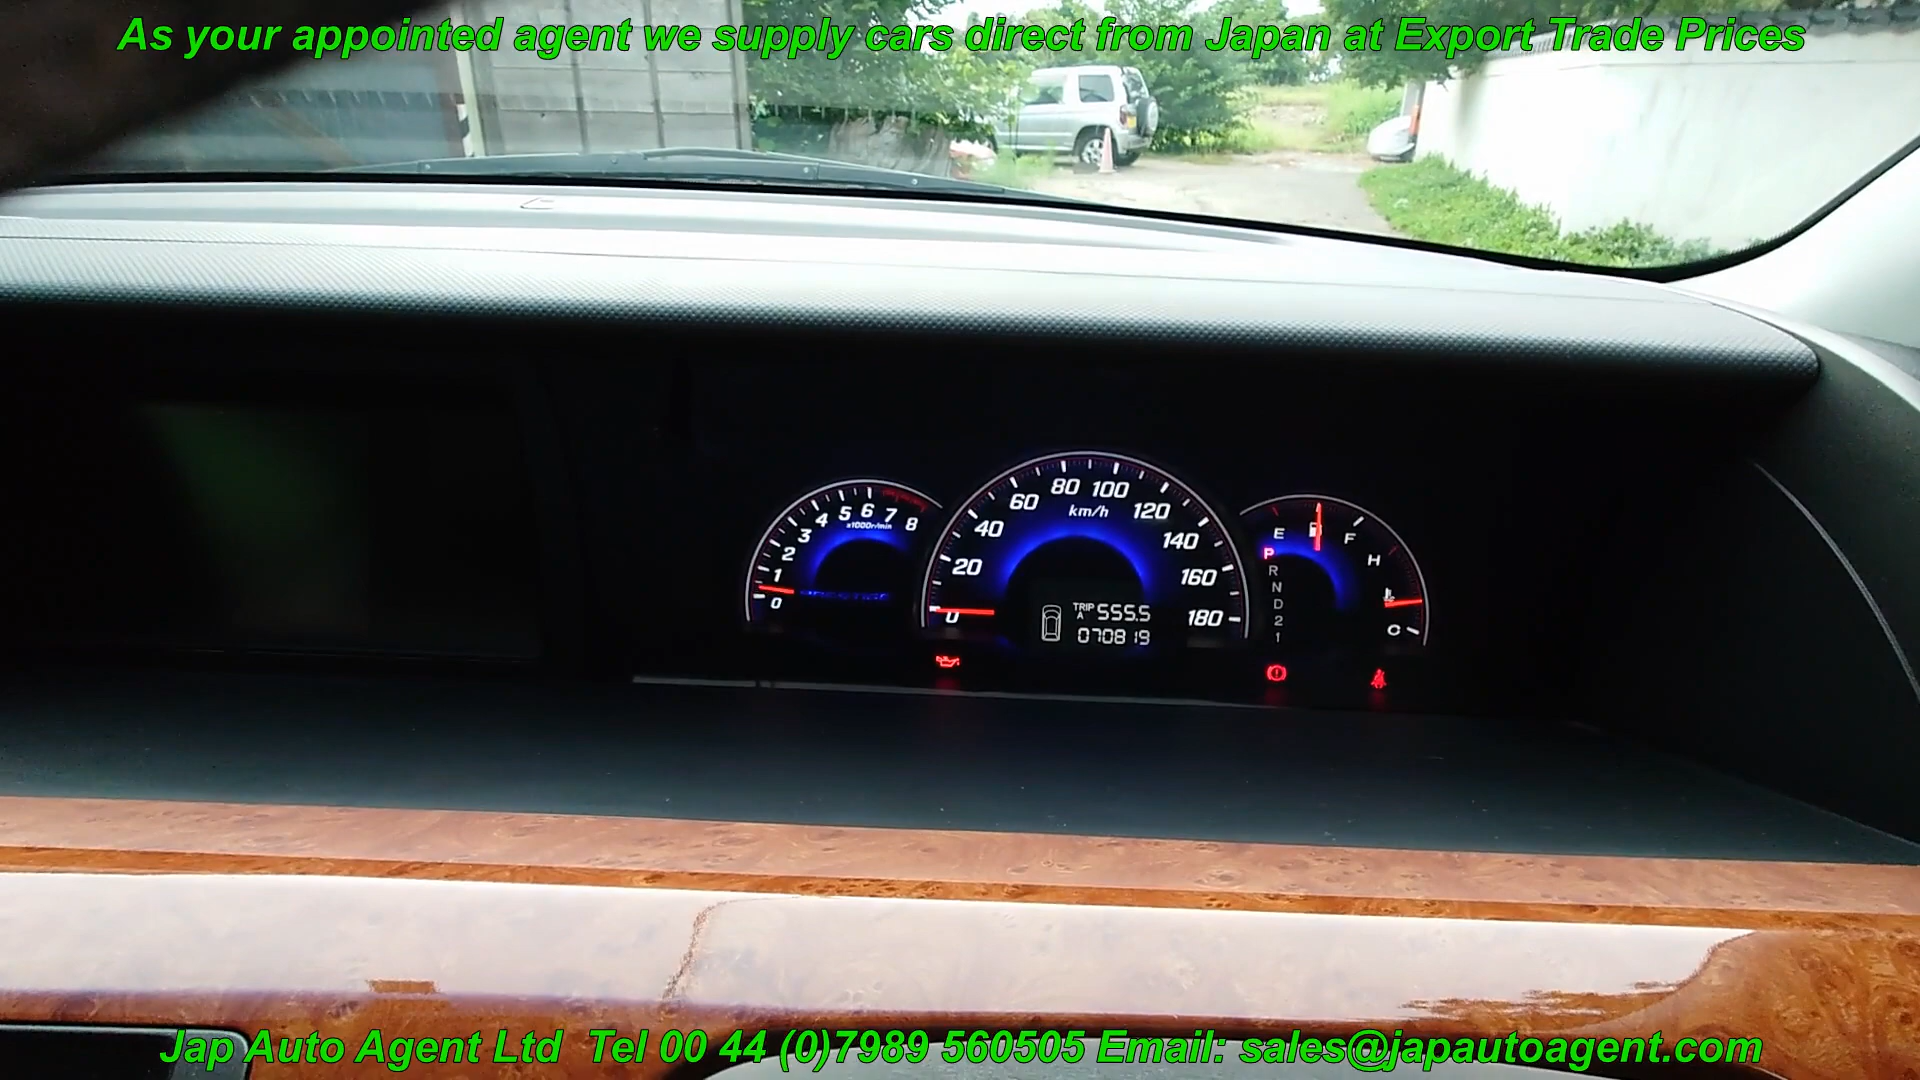 As your appointed agent we supply cars direct from Japan at Export Trade Prices
0 1 2 3 4 5 6 7 8
x1000r/min
PRESTIGE
0 20 40 60 80 100 120 140 160 180
km/h
TRIP A 555.5
070819
E F
H
C
P
R
N
D
2
1
Jap Auto Agent Ltd Tel 00 44 (0)7989 560505 Email: sales@japautoagent.com